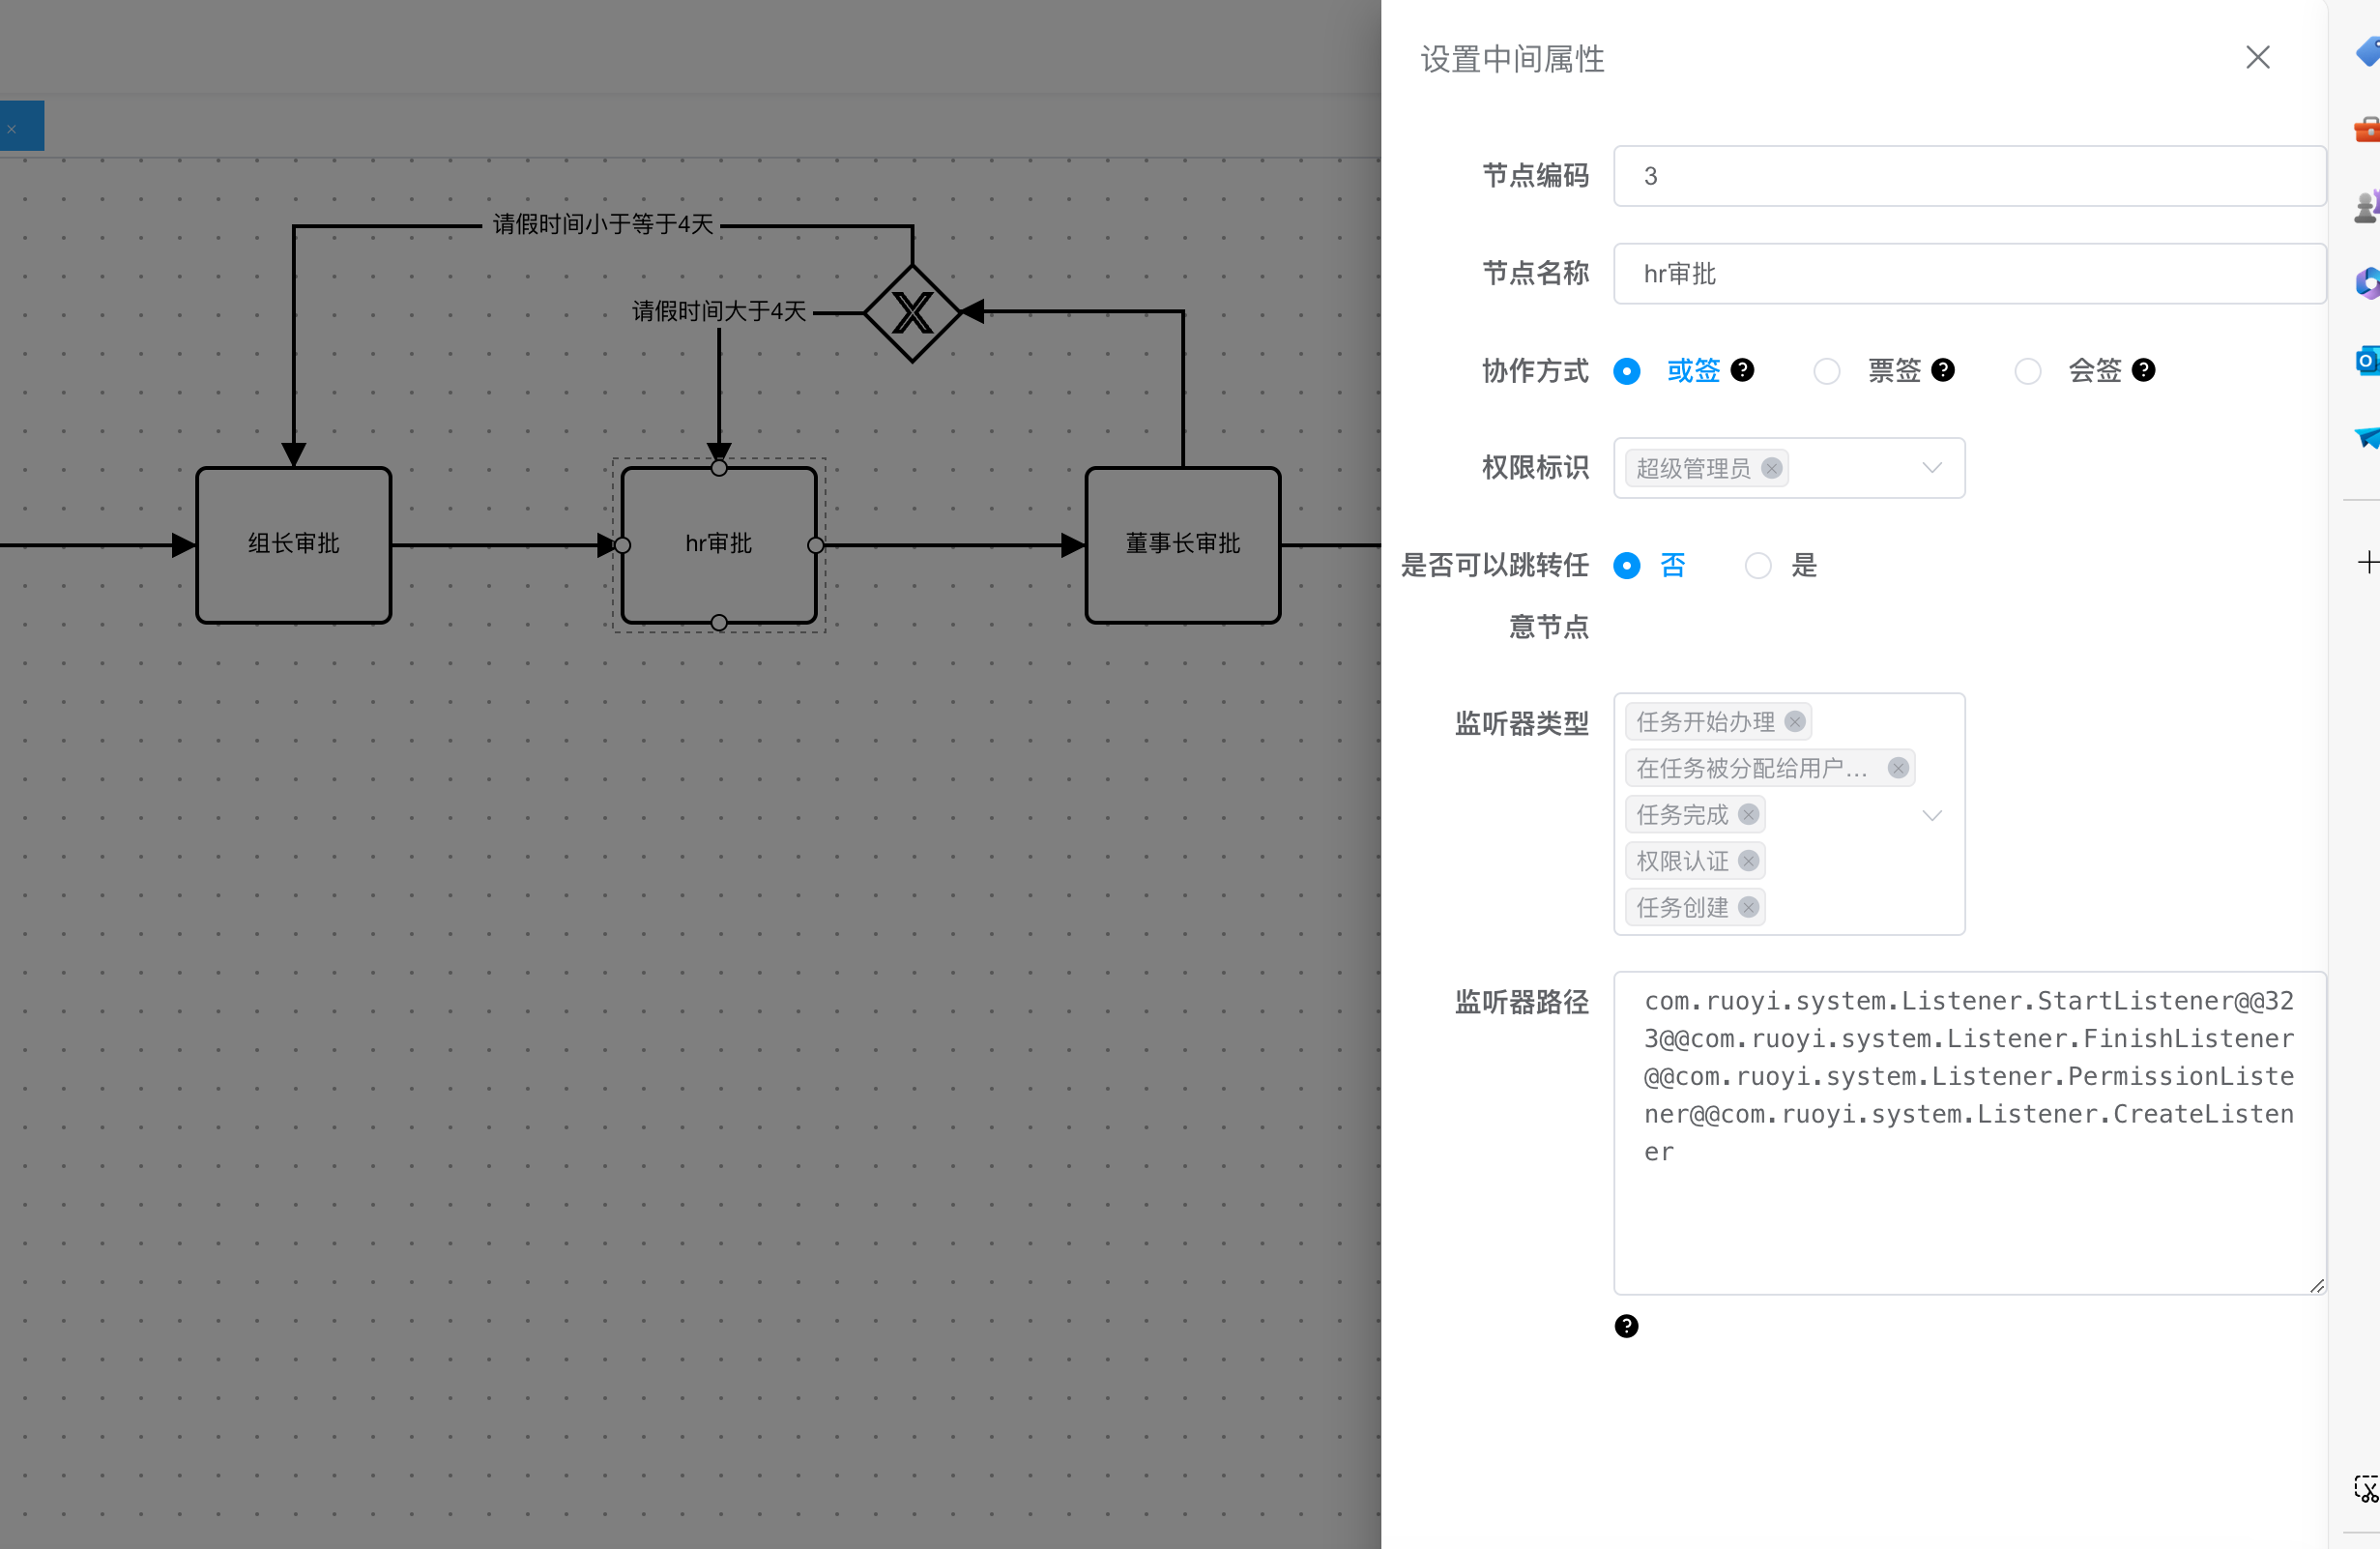 请假时间小于等于4天
请假时间大于4天
组长审批
hr审批
董事长审批
设置中间属性
节点编码
3
节点名称
hr审批
协作方式
或签
票签
会签
权限标识
超级管理员
是否可以跳转任
意节点
否
是
监听器类型
任务开始办理
在任务被分配给用户...
任务完成
权限认证
任务创建
监听器路径
com.ruoyi.system.Listener.StartListener@@32
3@@com.ruoyi.system.Listener.FinishListener
@@com.ruoyi.system.Listener.PermissionListe
ner@@com.ruoyi.system.Listener.CreateListen
er